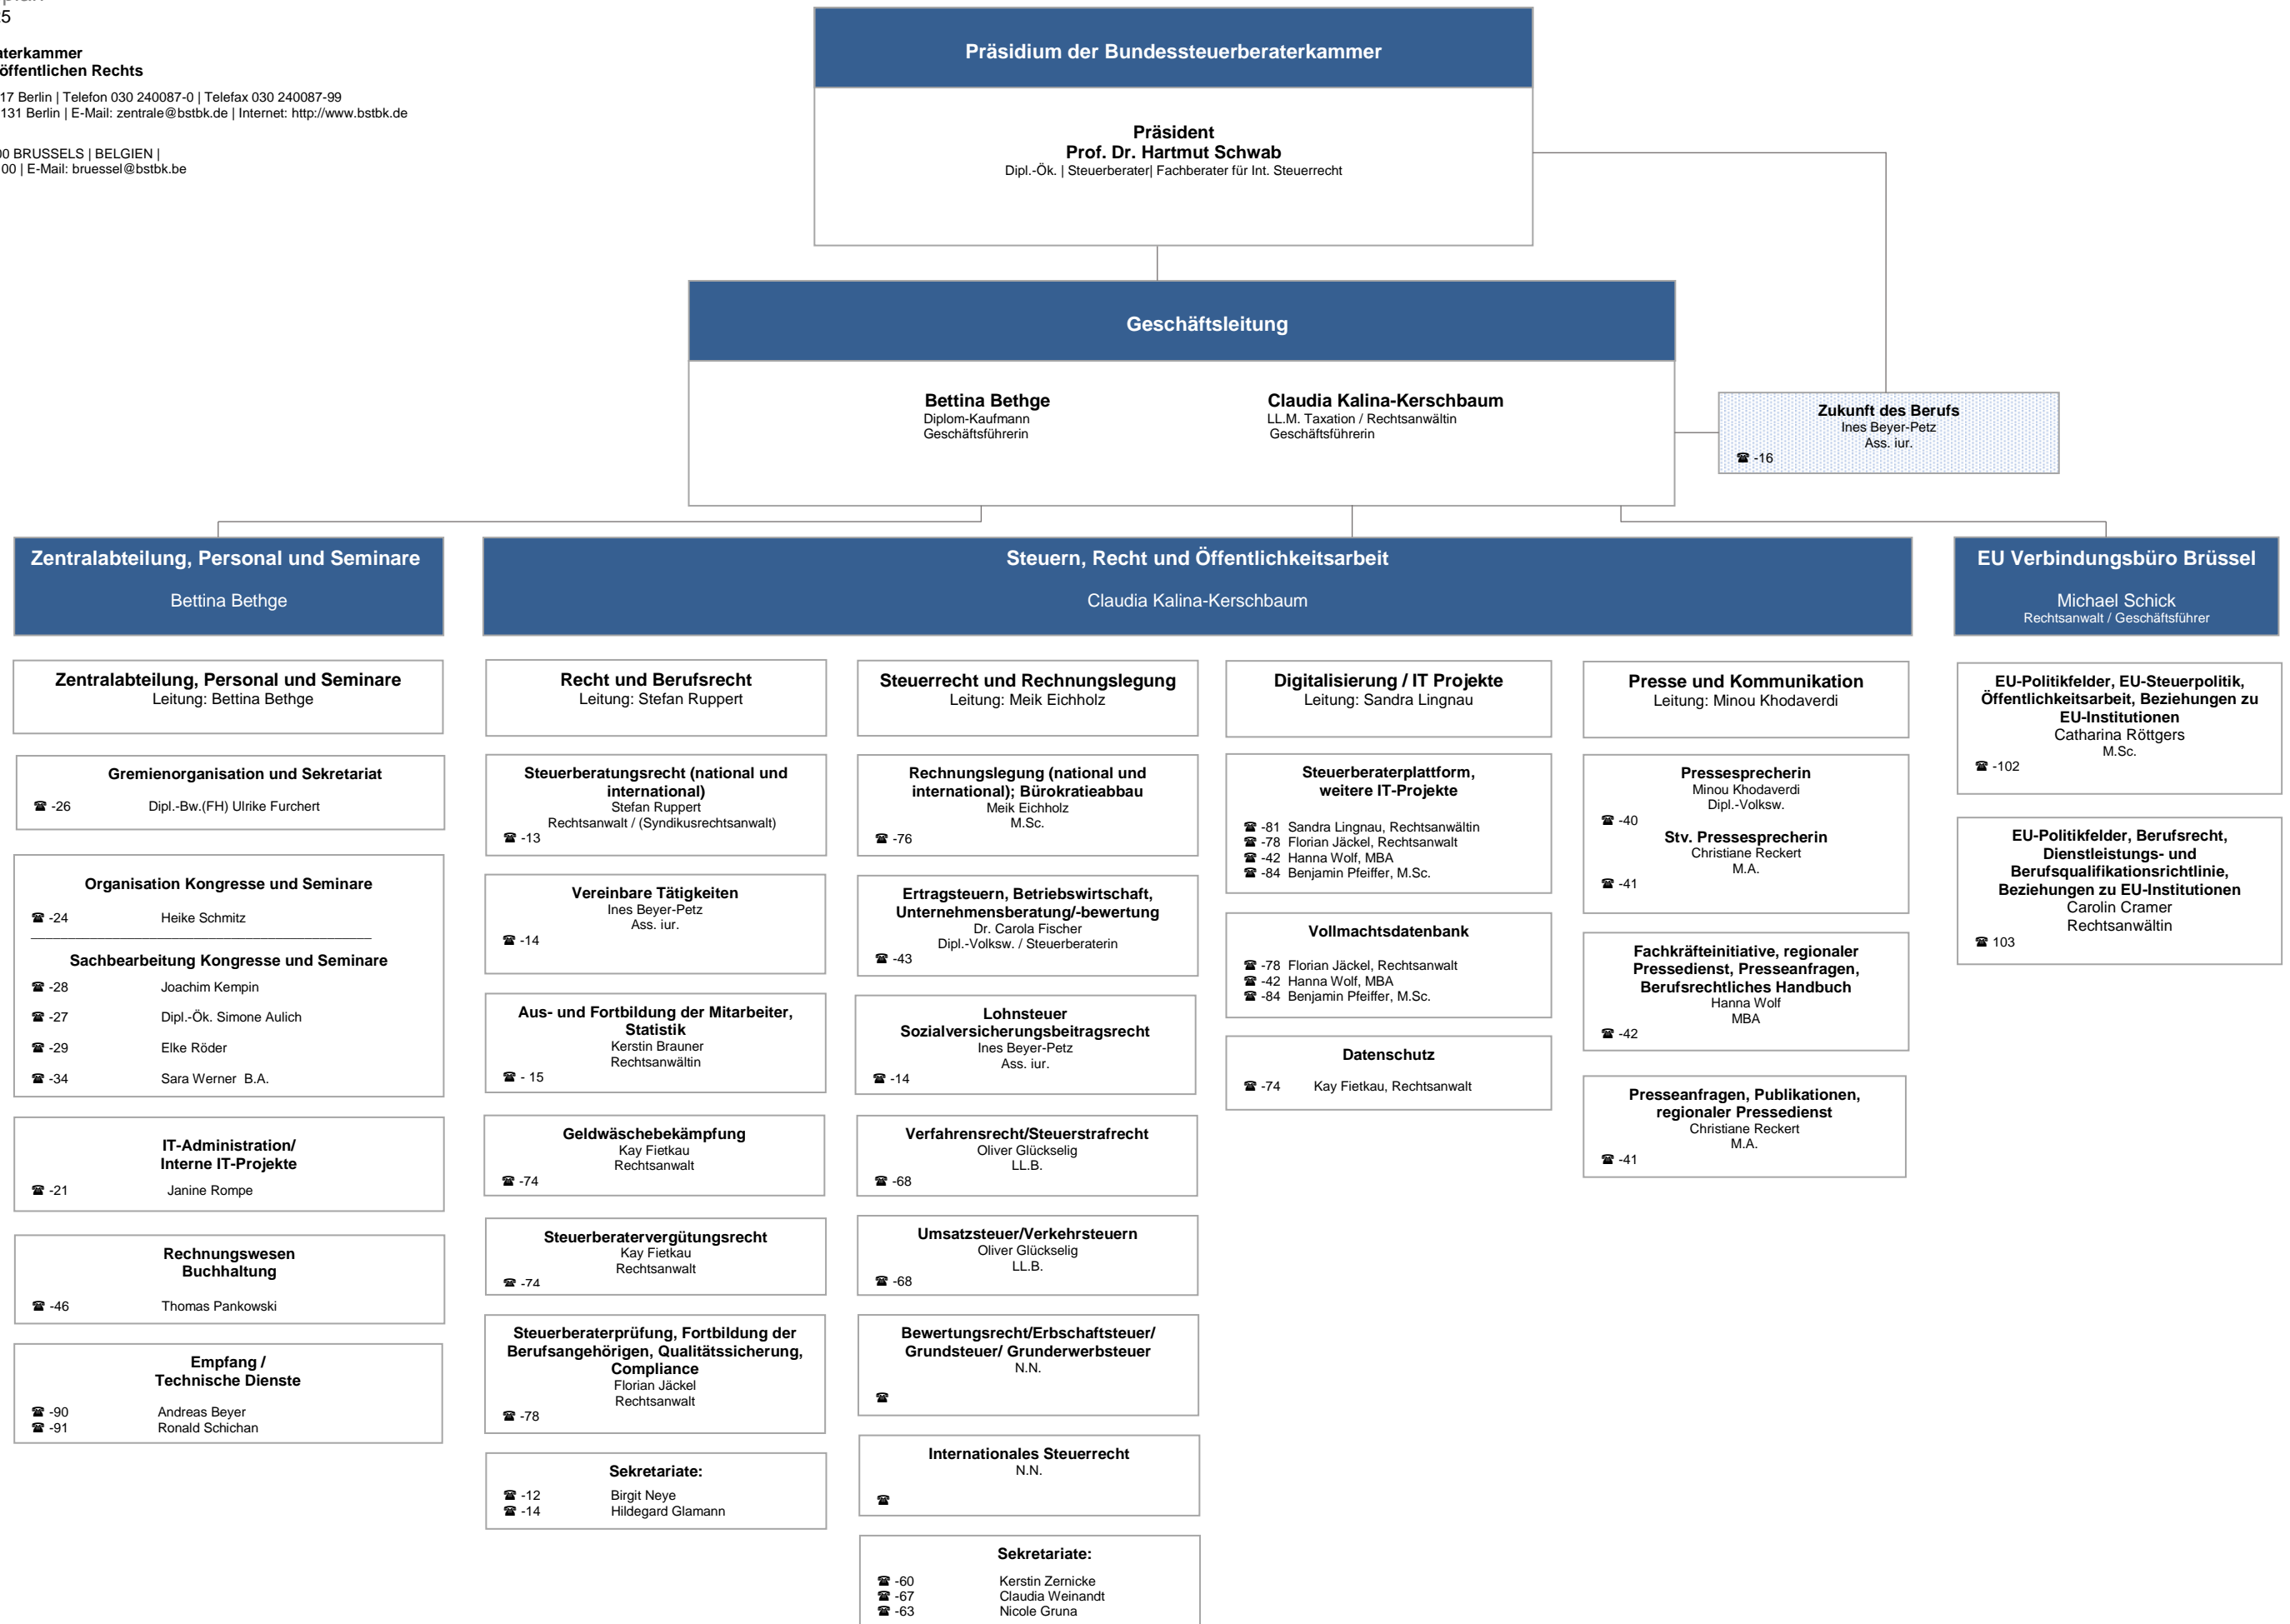 25
Präsidium der Bundessteuerberaterkammer
öffentlichen Rechts
17 Berlin | Telefon 030 240087-0 | Telefax 030 240087-99
131 Berlin | E-Mail: zentrale@bstbk.de | Internet: http://www.bstbk.de
00 BRUSSELS | BELGIEN |
00 | E-Mail: bruessel@bstbk.be
Präsident
Prof. Dr. Hartmut Schwab
Dipl.-Ök. | Steuerberater| Fachberater für Int. Steuerrecht
Geschäftsleitung
Bettina Bethge
Diplom-Kaufmann
Geschäftsführerin
Claudia Kalina-Kerschbaum
LL.M. Taxation / Rechtsanwältin
Geschäftsführerin
Zukunft des Berufs
Ines Beyer-Petz
Ass. iur.
☎ -16
Zentralabteilung, Personal und Seminare
Bettina Bethge
Steuern, Recht und Öffentlichkeitsarbeit
Claudia Kalina-Kerschbaum
EU Verbindungsbüro Brüssel
Michael Schick
Rechtsanwalt / Geschäftsführer
Zentralabteilung, Personal und Seminare
Leitung: Bettina Bethge
Gremienorganisation und Sekretariat
☎ -26 Dipl.-Bw.(FH) Ulrike Furchert
Organisation Kongresse und Seminare
☎ -24 Heike Schmitz
Sachbearbeitung Kongresse und Seminare
☎ -28 Joachim Kempin
☎ -27 Dipl.-Ök. Simone Aulich
☎ -29 Elke Röder
☎ -34 Sara Werner B.A.
IT-Administration/
Interne IT-Projekte
☎ -21 Janine Rompe
Rechnungswesen
Buchhaltung
☎ -46 Thomas Pankowski
Empfang /
Technische Dienste
☎ -90 Andreas Beyer
☎ -91 Ronald Schichan
Recht und Berufsrecht
Leitung: Stefan Ruppert
Steuerberatungsrecht (national und
international)
Stefan Ruppert
Rechtsanwalt / (Syndikusrechtsanwalt)
☎ -13
Vereinbare Tätigkeiten
Ines Beyer-Petz
Ass. iur.
☎ -14
Aus- und Fortbildung der Mitarbeiter,
Statistik
Kerstin Brauner
Rechtsanwältin
☎ - 15
Geldwäschebekämpfung
Kay Fietkau
Rechtsanwalt
☎ -74
Steuerberatervergütungsrecht
Kay Fietkau
Rechtsanwalt
☎ -74
Steuerberaterprüfung, Fortbildung der
Berufsangehörigen, Qualitätssicherung,
Compliance
Florian Jäckel
Rechtsanwalt
☎ -78
Sekretariate:
☎ -12 Birgit Neye
☎ -14 Hildegard Glamann
Steuerrecht und Rechnungslegung
Leitung: Meik Eichholz
Rechnungslegung (national und
international); Bürokratieabbau
Meik Eichholz
M.Sc.
☎ -76
Ertragsteuern, Betriebswirtschaft,
Unternehmensberatung/-bewertung
Dr. Carola Fischer
Dipl.-Volksw. / Steuerberaterin
☎ -43
Lohnsteuer
Sozialversicherungsbeitragsrecht
Ines Beyer-Petz
Ass. iur.
☎ -14
Verfahrensrecht/Steuerstrafrecht
Oliver Glückselig
LL.B.
☎ -68
Umsatzsteuer/Verkehrsteuern
Oliver Glückselig
LL.B.
☎ -68
Bewertungsrecht/Erbschaftsteuer/
Grundsteuer/ Grunderwerbsteuer
N.N.
☎
Internationales Steuerrecht
N.N.
☎
Sekretariate:
☎ -60 Kerstin Zernicke
☎ -67 Claudia Weinandt
☎ -63 Nicole Gruna
Digitalisierung / IT Projekte
Leitung: Sandra Lingnau
Steuerberaterplattform,
weitere IT-Projekte
☎ -81 Sandra Lingnau, Rechtsanwältin
☎ -78 Florian Jäckel, Rechtsanwalt
☎ -42 Hanna Wolf, MBA
☎ -84 Benjamin Pfeiffer, M.Sc.
Vollmachtsdatenbank
☎ -78 Florian Jäckel, Rechtsanwalt
☎ -42 Hanna Wolf, MBA
☎ -84 Benjamin Pfeiffer, M.Sc.
Datenschutz
☎ -74 Kay Fietkau, Rechtsanwalt
Presse und Kommunikation
Leitung: Minou Khodaverdi
Pressesprecherin
Minou Khodaverdi
Dipl.-Volksw.
☎ -40
Stv. Pressesprecherin
Christiane Reckert
M.A.
☎ -41
Fachkräfteinitiative, regionaler
Pressedienst, Presseanfragen,
Berufsrechtliches Handbuch
Hanna Wolf
MBA
☎ -42
Presseanfragen, Publikationen,
regionaler Pressedienst
Christiane Reckert
M.A.
☎ -41
EU-Politikfelder, EU-Steuerpolitik,
Öffentlichkeitsarbeit, Beziehungen zu
EU-Institutionen
Catharina Röttgers
M.Sc.
☎ -102
EU-Politikfelder, Berufsrecht,
Dienstleistungs- und
Berufsqualifikationsrichtlinie,
Beziehungen zu EU-Institutionen
Carolin Cramer
Rechtsanwältin
☎ 103